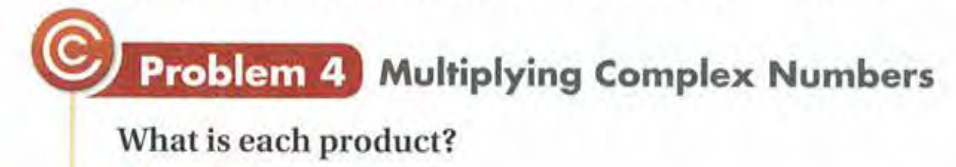 © Problem 4 Multiplying Complex Numbers
What is each product?